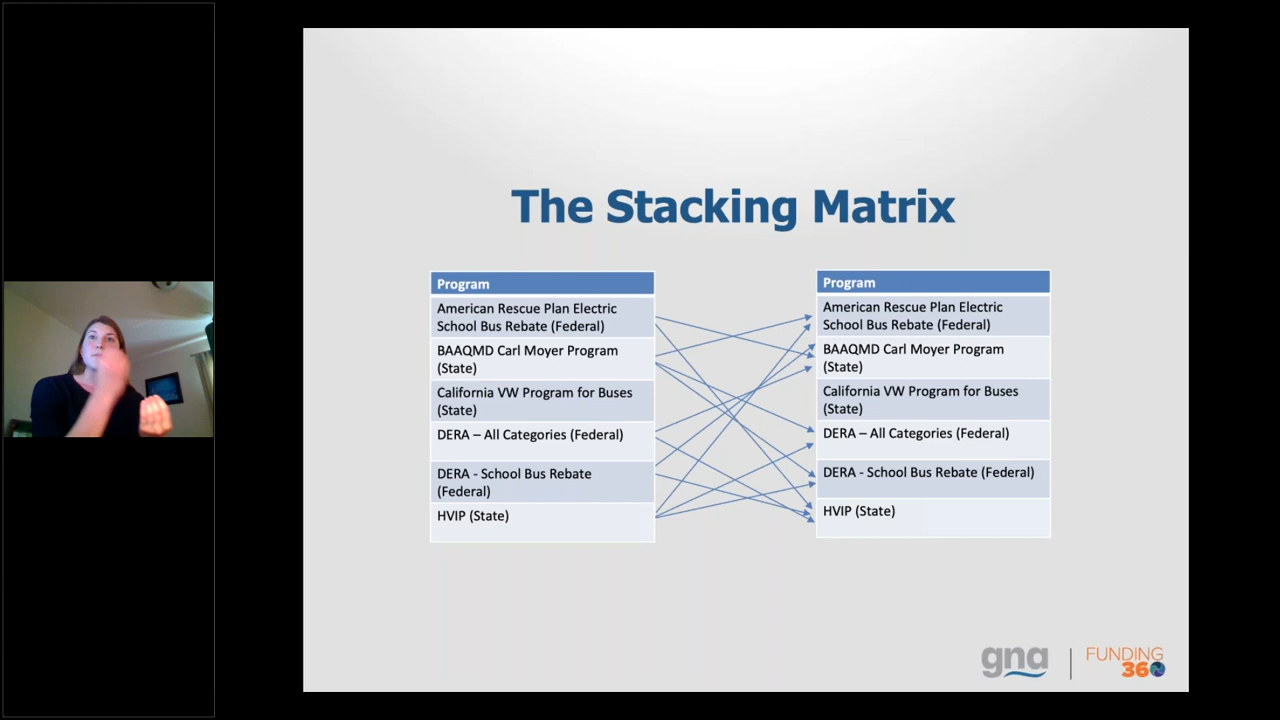 The Stacking Matrix
Program
American Rescue Plan Electric
School Bus Rebate (Federal)
BAAQMD Carl Moyer Program
(State)
California VW Program for Buses
(State)
DERA – All Categories (Federal)
DERA - School Bus Rebate
(Federal)
HVIP (State)
Program
American Rescue Plan Electric
School Bus Rebate (Federal)
BAAQMD Carl Moyer Program
(State)
California VW Program for Buses
(State)
DERA – All Categories (Federal)
DERA - School Bus Rebate (Federal)
HVIP (State)
gna
FUNDING
360